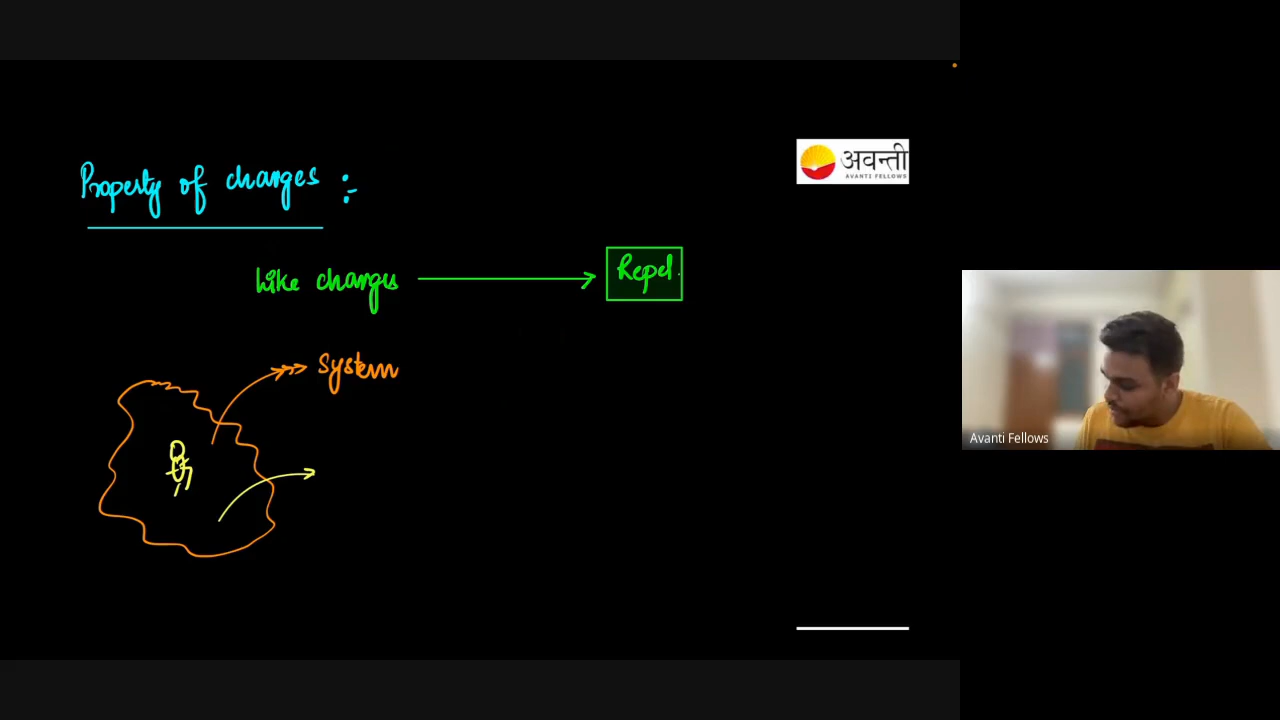 Property of charges :-
अवन्ती
AVANTI FELLOWS
Like charges → Repel.
System
Avanti Fellows